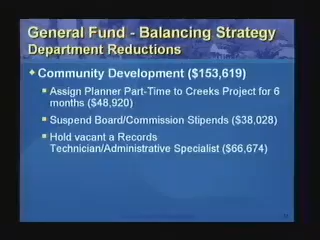 General Fund - Balancing Strategy
Department Reductions
Community Development ($153,619)
Assign Planner Part-Time to Creeks Project for 6
months ($48,920)
Suspend Board/Commission Stipends ($38,028)
Hold vacant a Records
Technician/Administrative Specialist ($66,674)